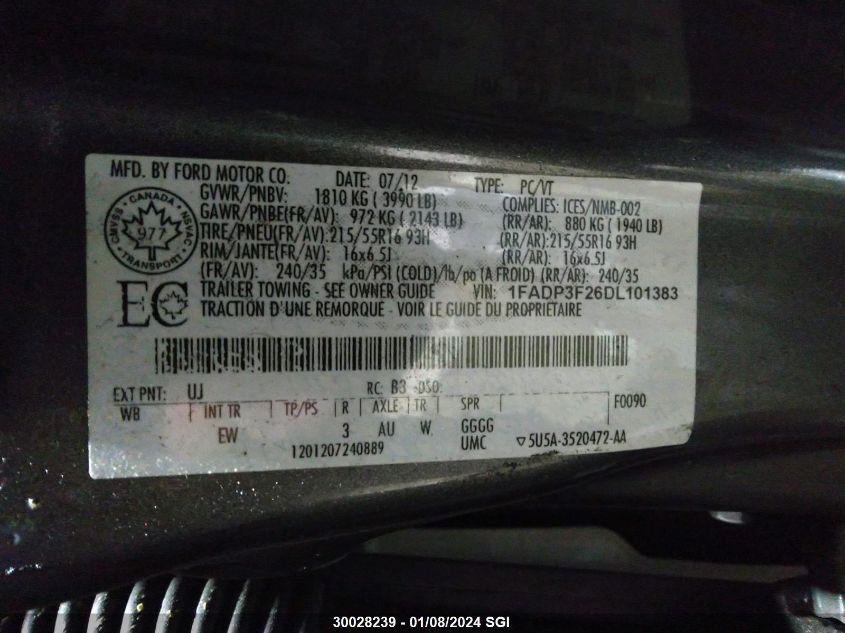 MFD. BY FORD MOTOR CO. DATE: 07/12 TYPE: PC/VT
GVWR/PNBV: 1810 KG ( 3990 LB) COMPLIES: ICES/NMB-002
GAWR/PNBE(FR/AV): 972 KG ( 2143 LB) (RR/AR): 880 KG ( 1940 LB)
TIRE/PNEU(FR/AV):215/55R16 93H (RR/AR):215/55R16 93H
RIM/JANTE(FR/AV): 16x6.5J (RR/AR): 16x6.5J
(FR/AV): 240/35 kPa/PSI (COLD)/lb/po (A FROID) (RR/AR): 240/35
TRAILER TOWING - SEE OWNER GUIDE VIN: 1FADP3F26DL101383
TRACTION D'UNE REMORQUE - VOIR LE GUIDE DU PROPRIETAIRE
CANADA
CMVSS NSVAC
977
TRANSPORT
EC
EXT PNT: UJ RC: B3 DSO:
WB INT TR TP/PS R AXLE TR SPR F0090
EW 3 AU W GGGG
1201207240889 UMC ▽5U5A-3520472-AA
30028239 - 01/08/2024 SGI